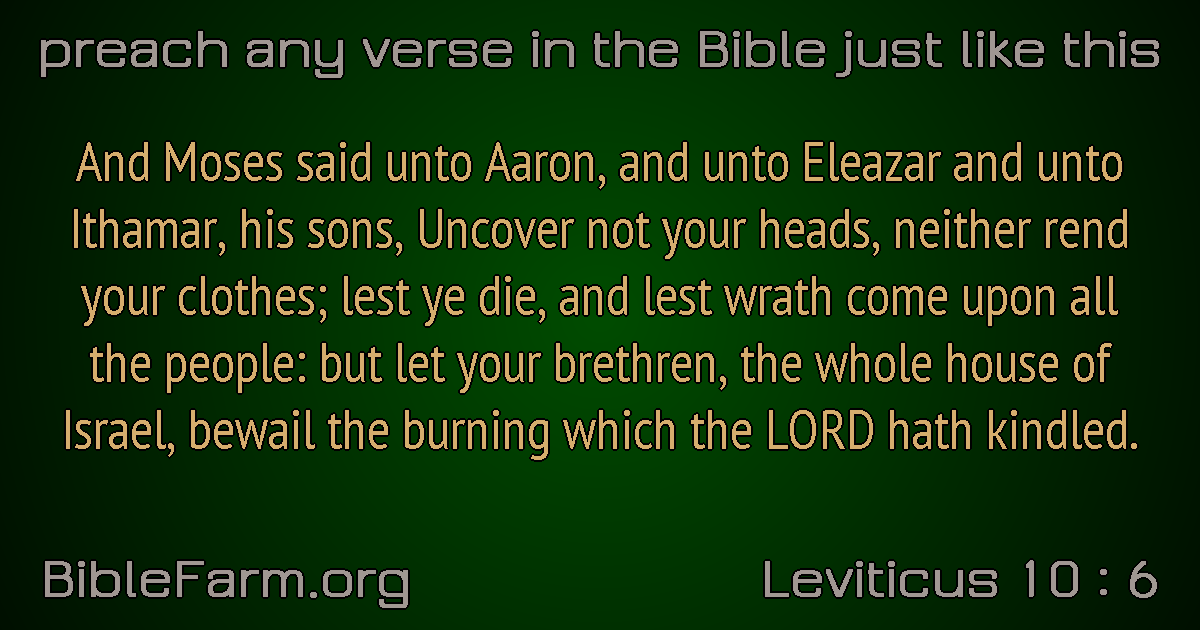 preach any verse in the Bible just like this
And Moses said unto Aaron, and unto Eleazar and unto
Ithamar, his sons, Uncover not your heads, neither rend
your clothes; lest ye die, and lest wrath come upon all
the people: but let your brethren, the whole house of
Israel, bewail the burning which the LORD hath kindled.
BibleFarm.org
Leviticus 10 : 6